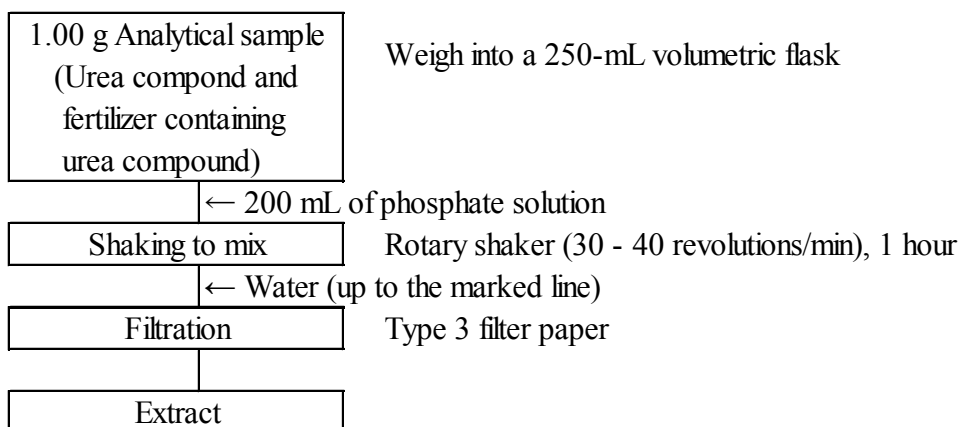 1.00 g Analytical sample
(Urea compond and
fertilizer containing
urea compound)
Weigh into a 250-mL volumetric flask
← 200 mL of phosphate solution
Shaking to mix
Rotary shaker (30 - 40 revolutions/min), 1 hour
← Water (up to the marked line)
Filtration
Type 3 filter paper
Extract